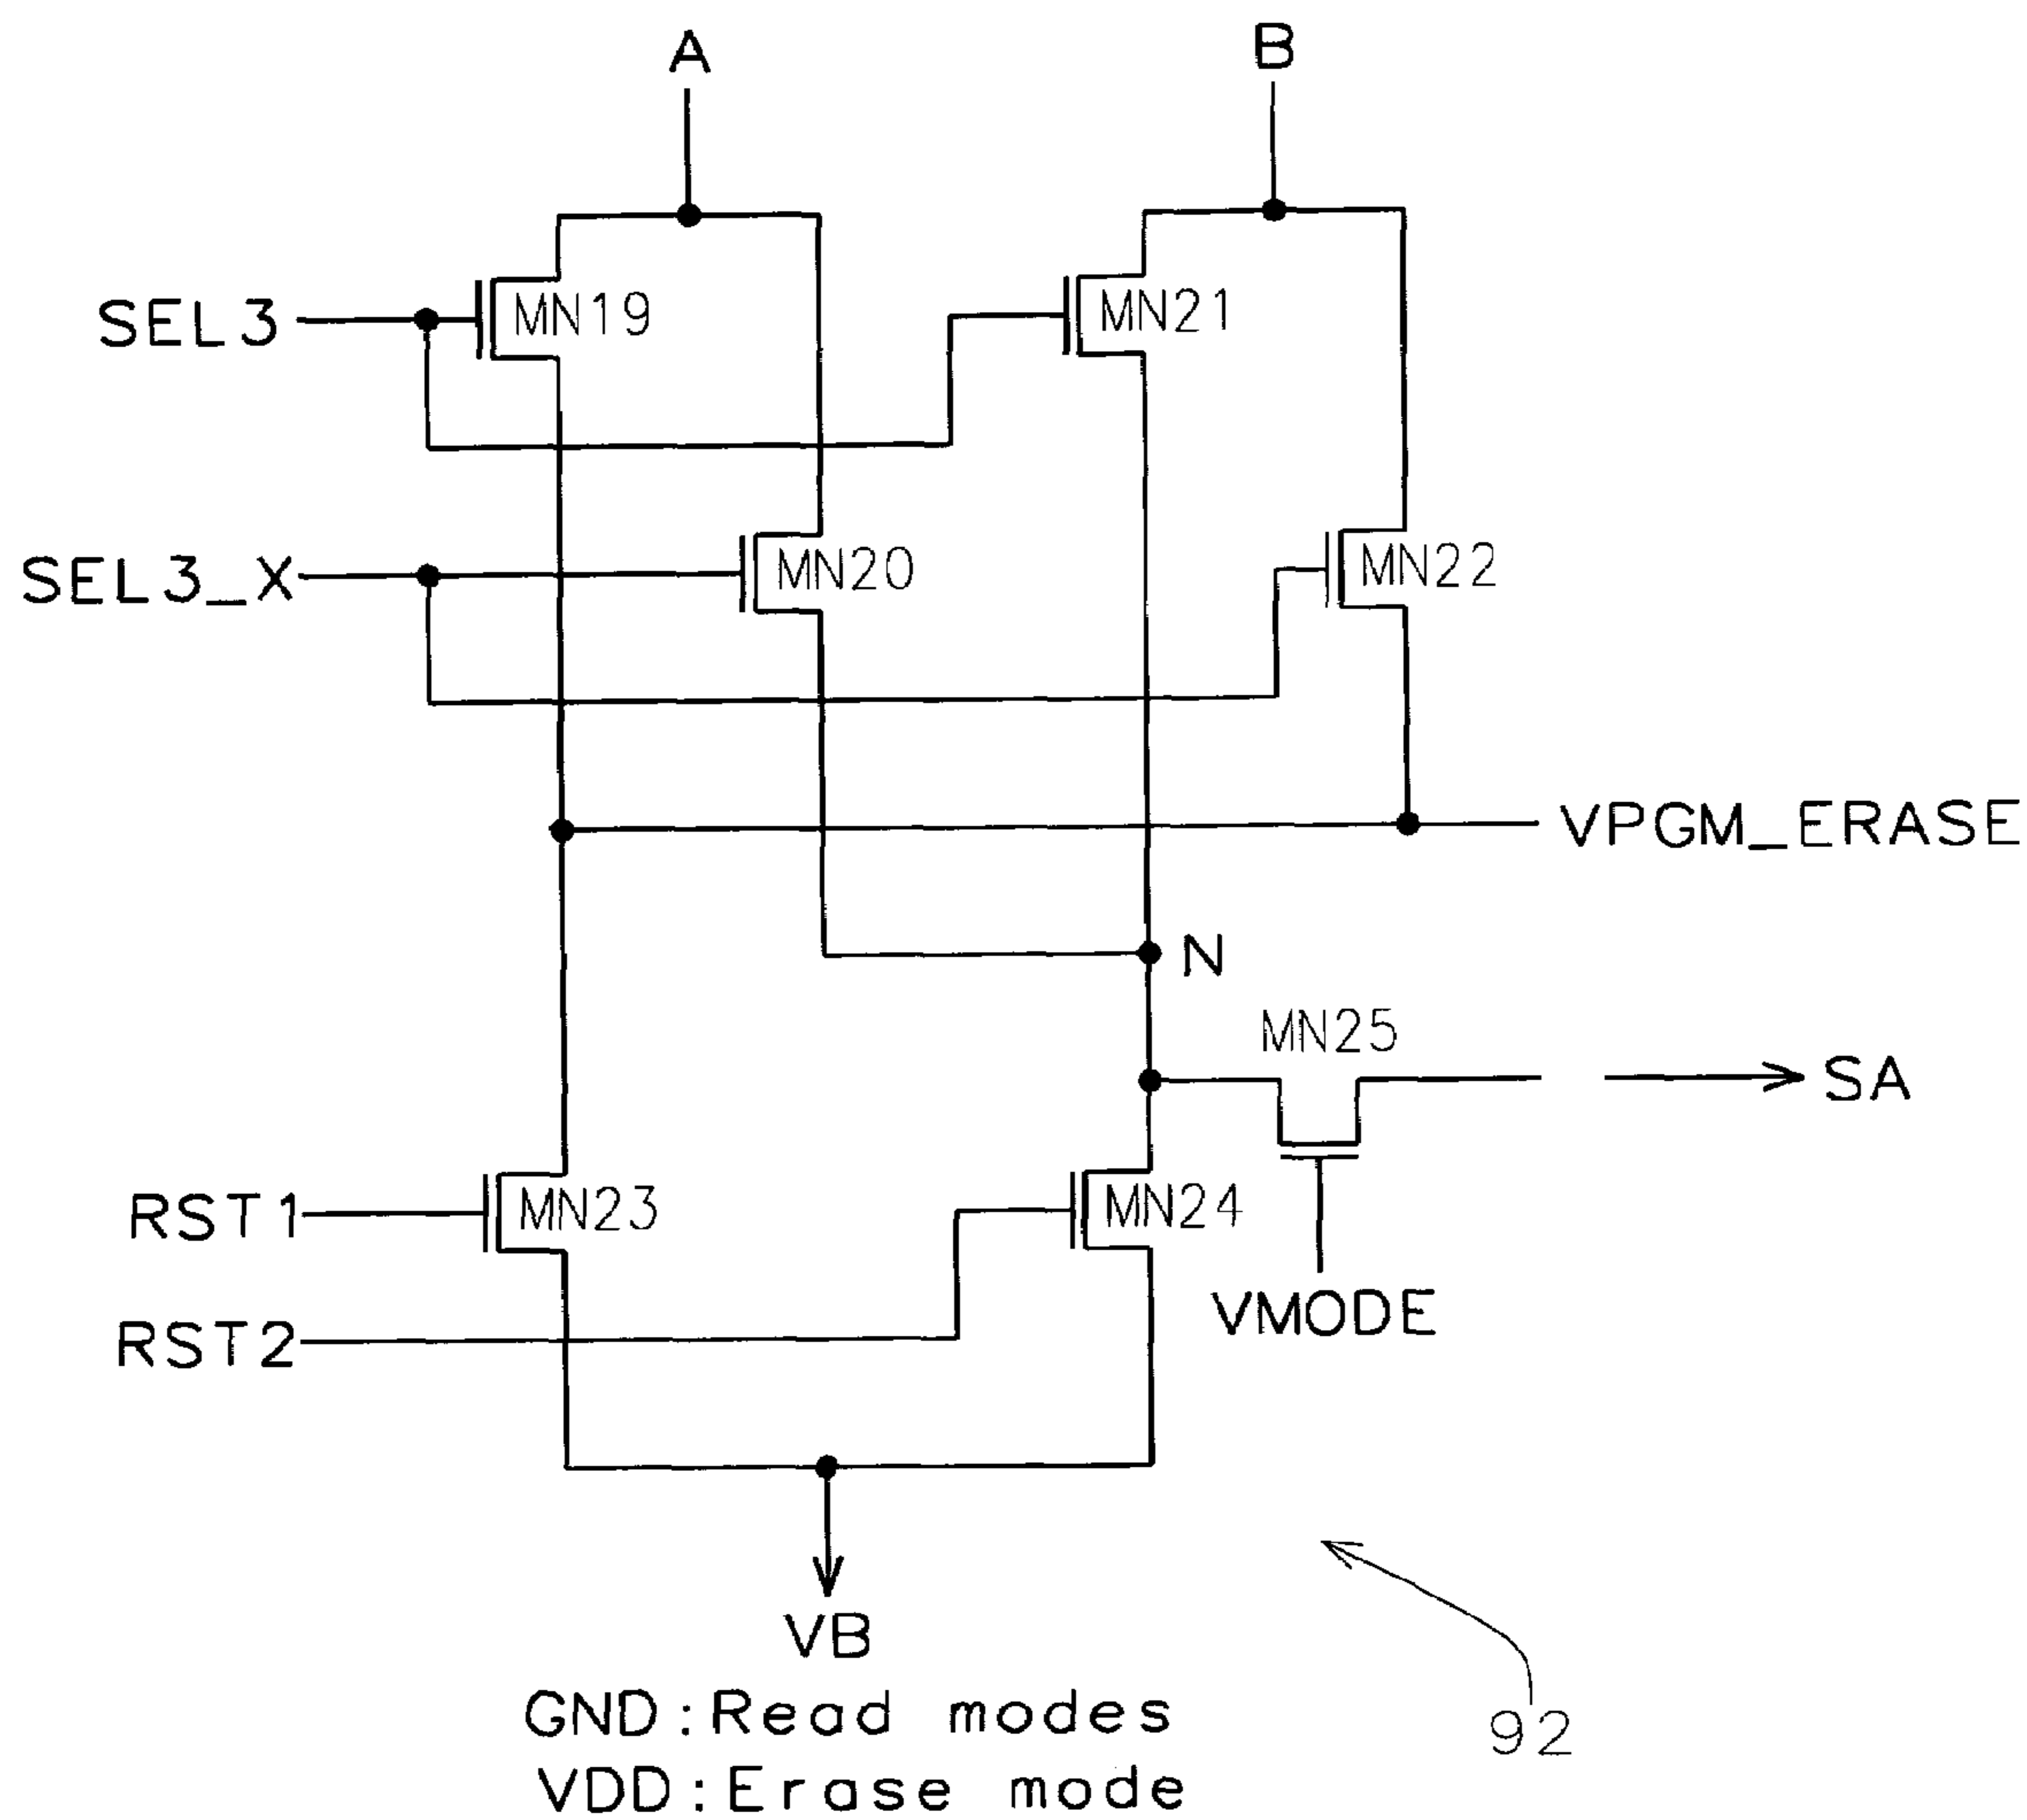 A
B
SEL3
MN19
MN21
SEL3_X
MN20
MN22
VPGM_ERASE
N
MN25
SA
RST1
MN23
MN24
VMODE
RST2
VB
GND:Read modes
VDD:Erase mode
92